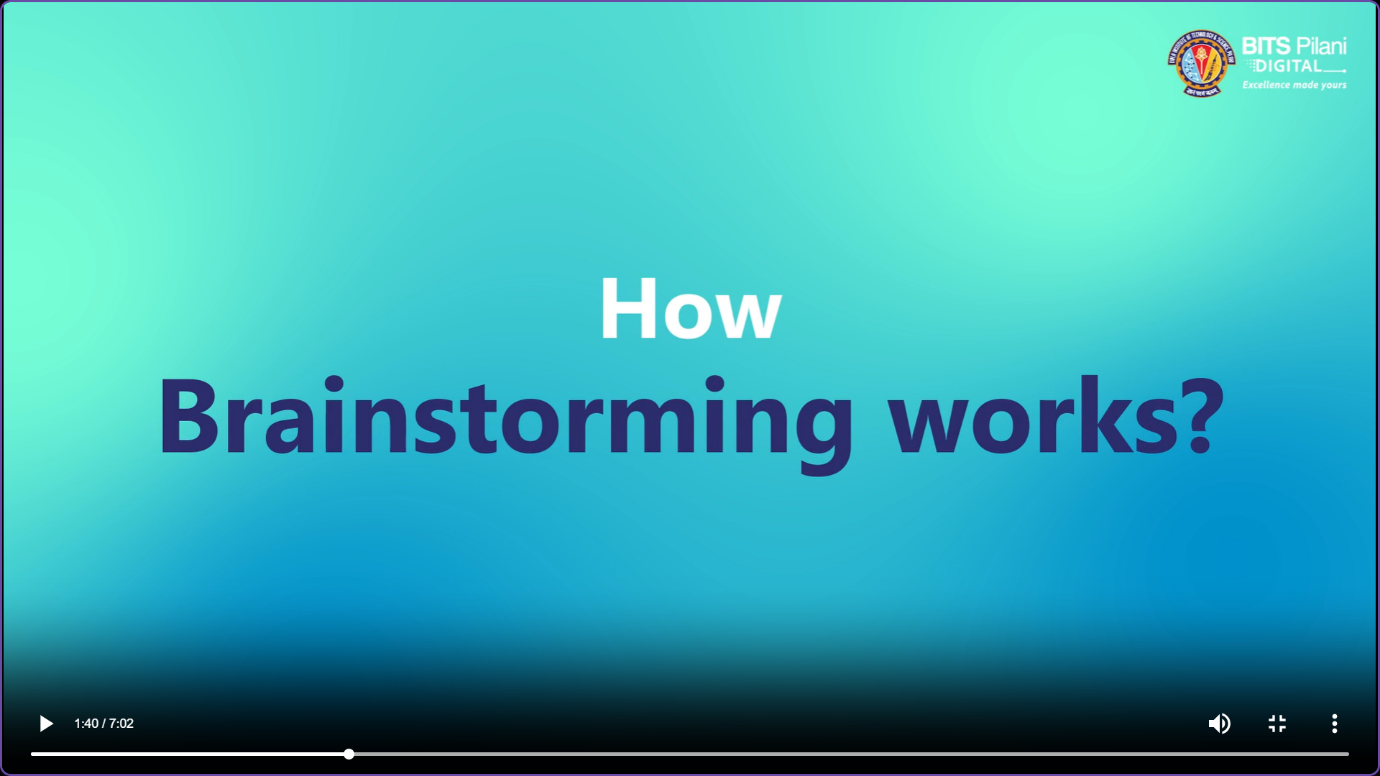 BITS Pilani
DIGITAL
Excellence made yours
How
Brainstorming works?
1:40 / 7:02